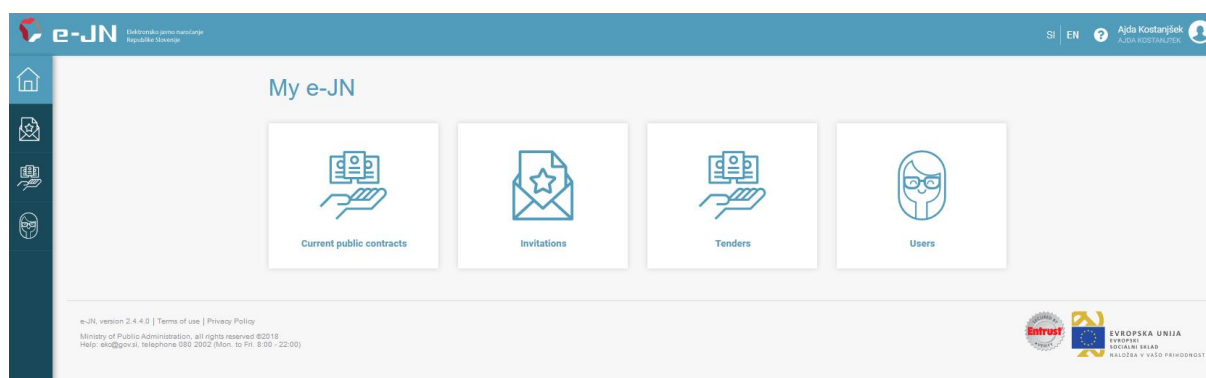 e-JN
Elektronsko javno naročanje
Republike Slovenije
SI | EN
?
Ajda Kostanjšek
My e-JN
Current public contracts
Invitations
Tenders
Users
e-JN, version 2.4.4.0 | Terms of use | Privacy Policy
Ministry of Public Administration, all rights reserved ©2018
Help: ekc@gov.si, telephone 080 2002 (Mon. to Fri. 8:00 - 22:00)
SECURED BY
Entrust
EVROPSKA UNIJA
EVROPSKI
SOCIALNI SKLAD
NALOŽBA V VAŠO PRIHODNOST